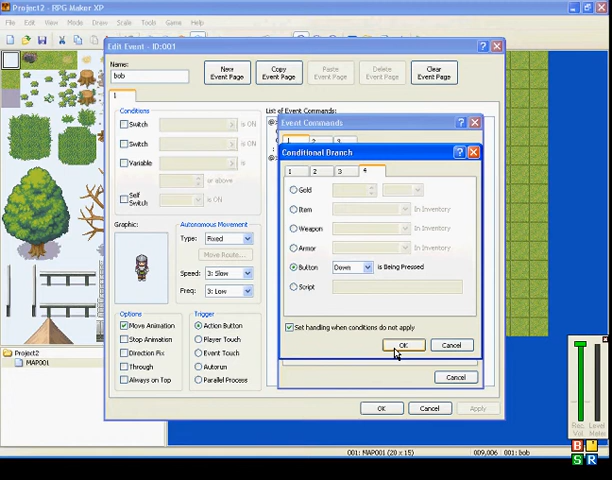 Project2 - RPG Maker XP
File Edit View Mode Draw Scale Tools Game Help
Edit Event - ID:001
Name:
bob
New Event Page
Copy Event Page
Paste Event Page
Delete Event Page
Clear Event Page
1
Conditions
Switch is ON
Switch is ON
Variable is
or above
Self Switch is ON
Graphic:
Autonomous Movement
Type: Fixed
Move Route...
Speed: 3: Slow
Freq: 3: Low
Options
Move Animation
Stop Animation
Direction Fix
Through
Always on Top
Trigger
Action Button
Player Touch
Event Touch
Autorun
Parallel Process
List of Event Commands:
Event Commands
1 2 3
Conditional Branch
1 2 3 4
Gold
Item In Inventory
Weapon In Inventory
Armor In Inventory
Button Down is Being Pressed
Script
Set handling when conditions do not apply
OK Cancel
Cancel
OK Cancel Apply
Project2
MAP001
001: MAP001 (20 x 15)
009,006
001: bob
Rec. Vol
Level Meter
B
S R